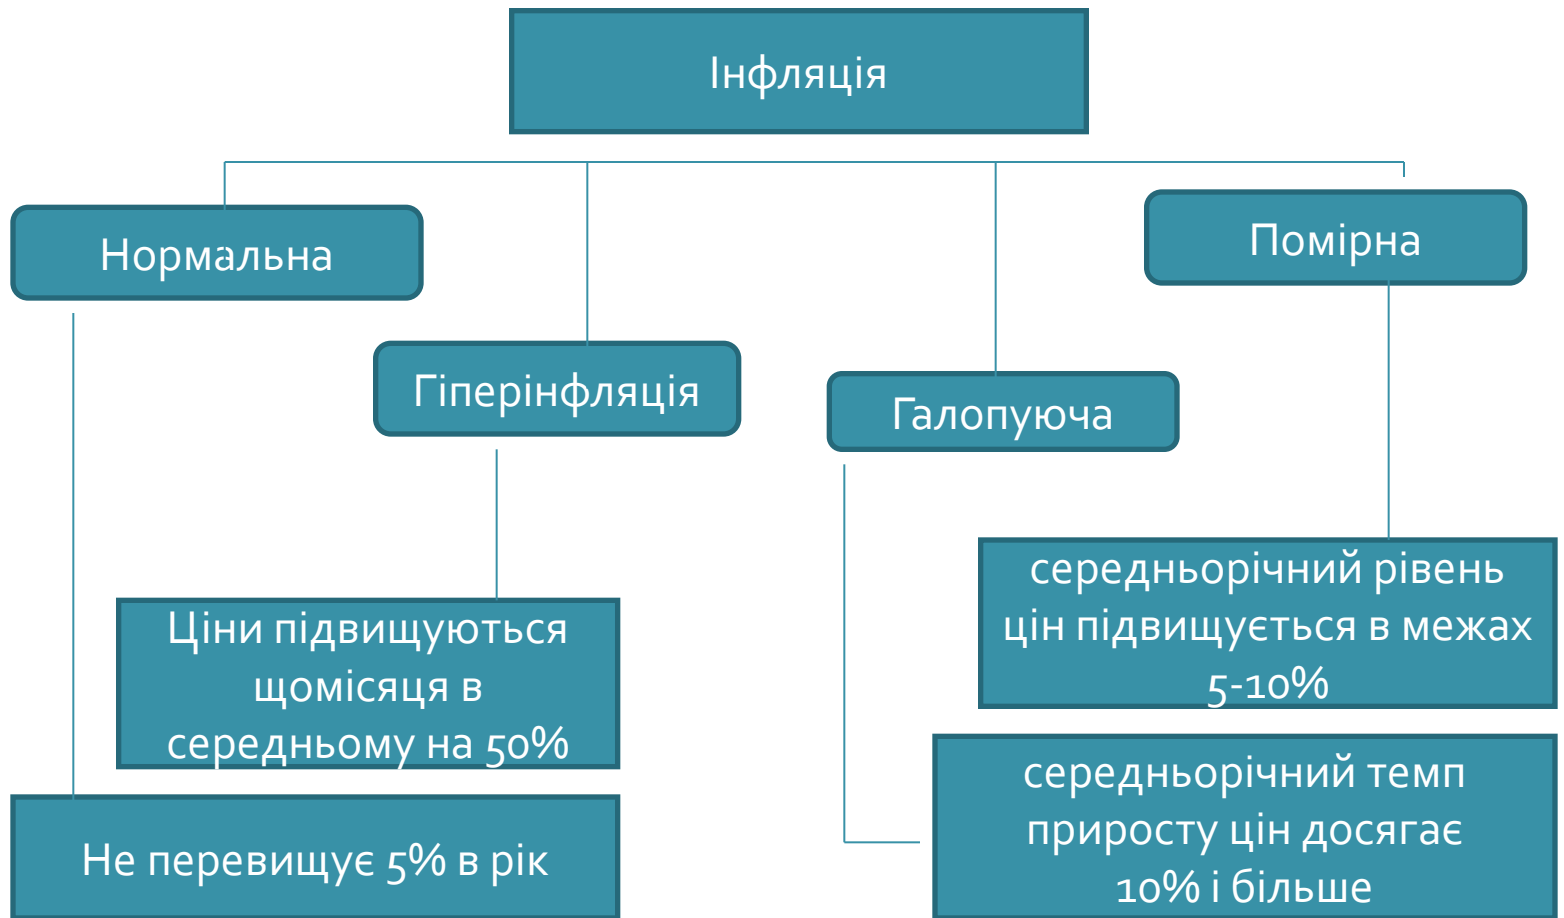 Інфляція
Нормальна
Помірна
Гіперінфляція
Галопуюча
середньорічний рівень
цін підвищується в межах
5-10%
Ціни підвищуються
щомісяця в
середньому на 50%
середньорічний темп
приросту цін досягає
10% і більше
Не перевищує 5% в рік